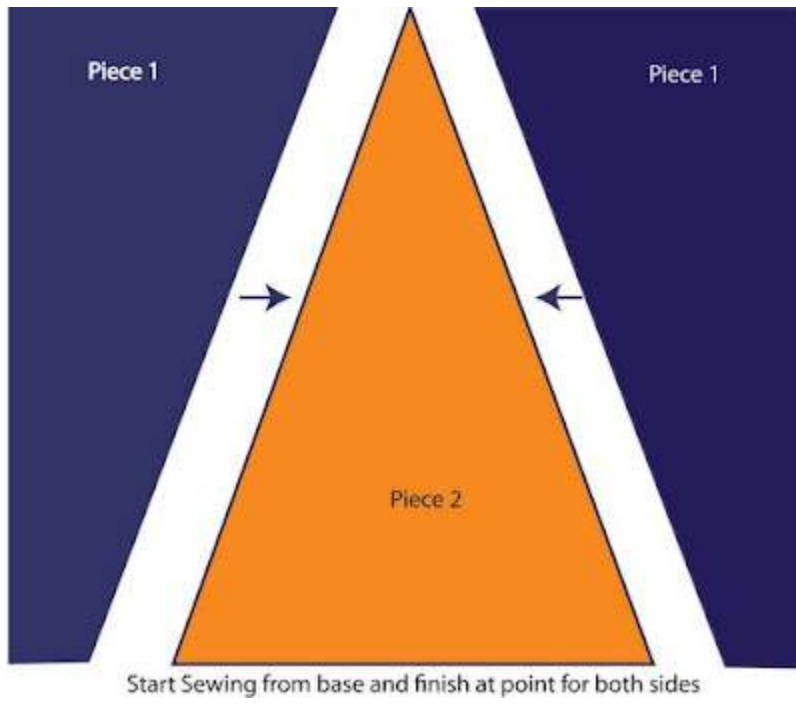 Piece 1
Piece 1
Piece 2
Start Sewing from base and finish at point for both sides